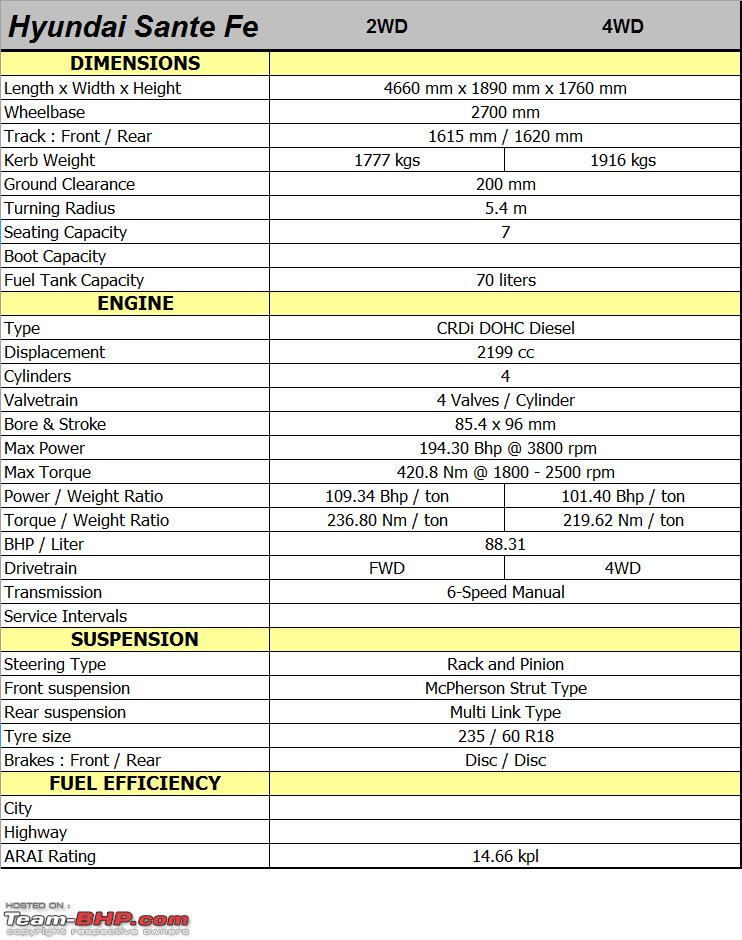 Hyundai Sante Fe 2WD 4WD
DIMENSIONS
Length x Width x Height 4660 mm x 1890 mm x 1760 mm
Wheelbase 2700 mm
Track : Front / Rear 1615 mm / 1620 mm
Kerb Weight 1777 kgs 1916 kgs
Ground Clearance 200 mm
Turning Radius 5.4 m
Seating Capacity 7
Boot Capacity
Fuel Tank Capacity 70 liters
ENGINE
Type CRDi DOHC Diesel
Displacement 2199 cc
Cylinders 4
Valvetrain 4 Valves / Cylinder
Bore & Stroke 85.4 x 96 mm
Max Power 194.30 Bhp @ 3800 rpm
Max Torque 420.8 Nm @ 1800 - 2500 rpm
Power / Weight Ratio 109.34 Bhp / ton 101.40 Bhp / ton
Torque / Weight Ratio 236.80 Nm / ton 219.62 Nm / ton
BHP / Liter 88.31
Drivetrain FWD 4WD
Transmission 6-Speed Manual
Service Intervals
SUSPENSION
Steering Type Rack and Pinion
Front suspension McPherson Strut Type
Rear suspension Multi Link Type
Tyre size 235 / 60 R18
Brakes : Front / Rear Disc / Disc
FUEL EFFICIENCY
City
Highway
ARAI Rating 14.66 kpl
HOSTED ON :
Team-BHP.com
copyright respective owners